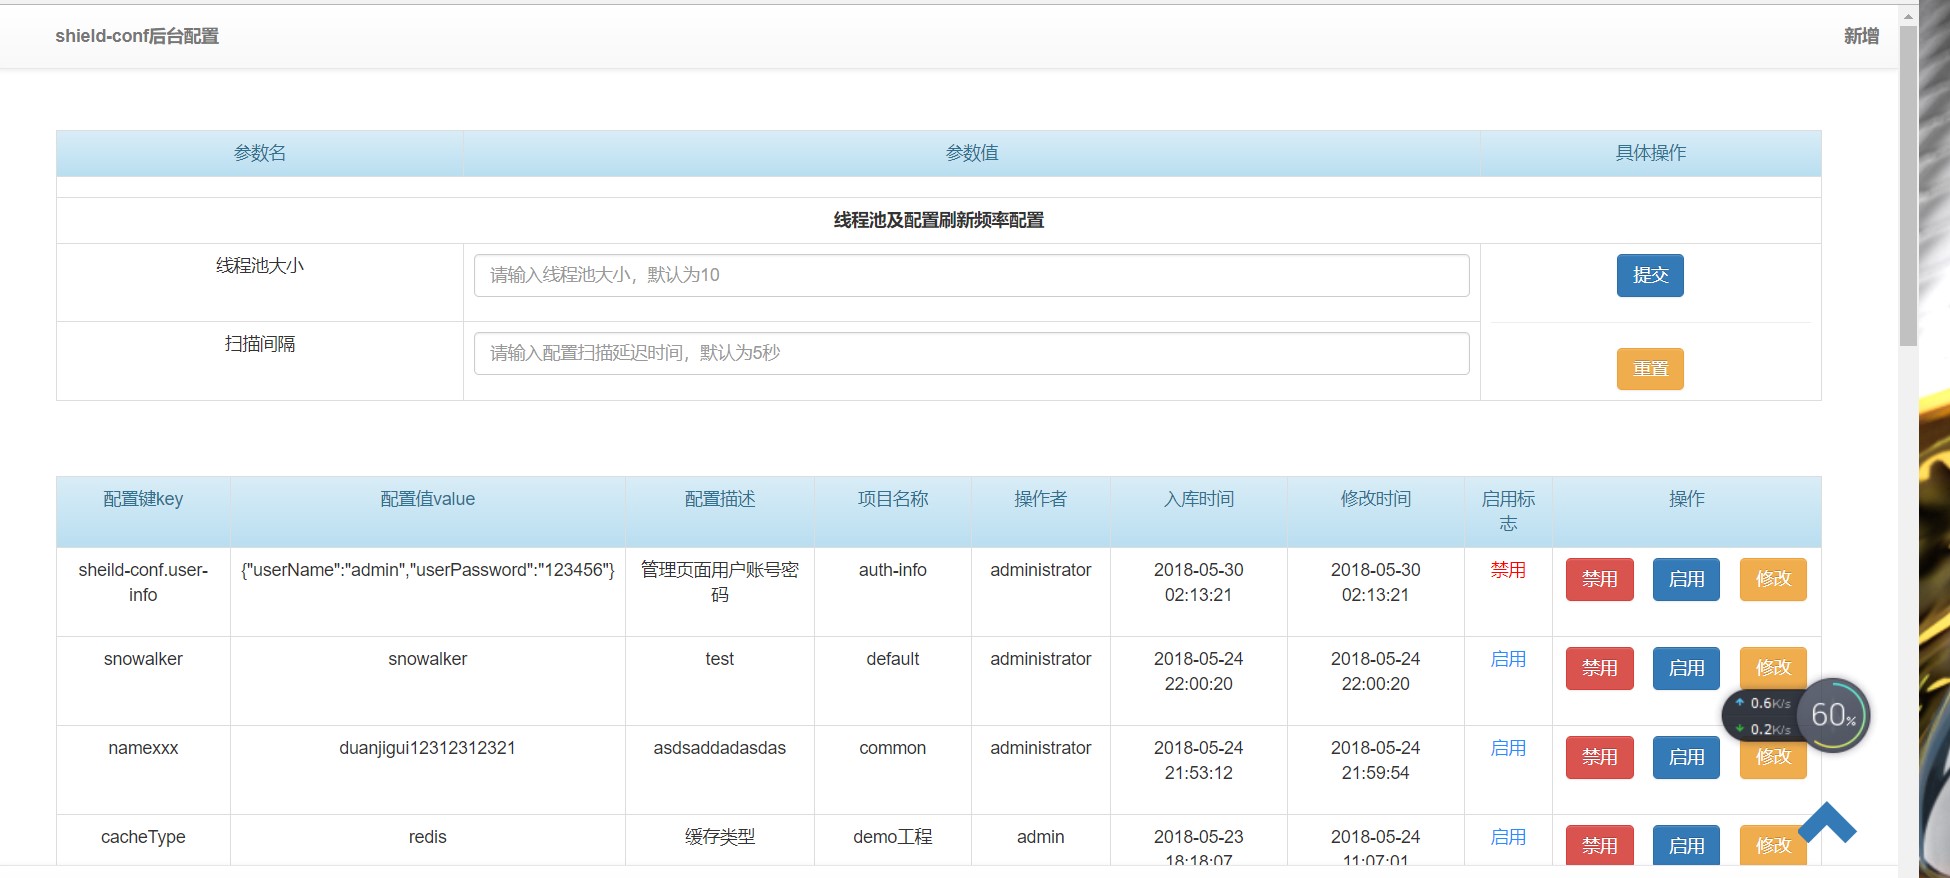 shield-conf后台配置
新增
参数名
参数值
具体操作
线程池及配置刷新频率配置
线程池大小
请输入线程池大小，默认为10
提交
扫描间隔
请输入配置扫描延迟时间，默认为5秒
重置
配置键key
配置值value
配置描述
项目名称
操作者
入库时间
修改时间
启用标
志
操作
sheild-conf.user-
info
{"userName":"admin","userPassword":"123456"}
管理页面用户账号密
码
auth-info
administrator
2018-05-30
02:13:21
2018-05-30
02:13:21
禁用
禁用
启用
修改
snowalker
snowalker
test
default
administrator
2018-05-24
22:00:20
2018-05-24
22:00:20
启用
禁用
启用
修改
0.6K/s
0.2K/s
60%
namexxx
duanjigui12312312321
asdsaddadasdas
common
administrator
2018-05-24
21:53:12
2018-05-24
21:59:54
启用
禁用
启用
修改
cacheType
redis
缓存类型
demo工程
admin
2018-05-23
18:18:07
2018-05-24
11:07:01
启用
禁用
启用
修改